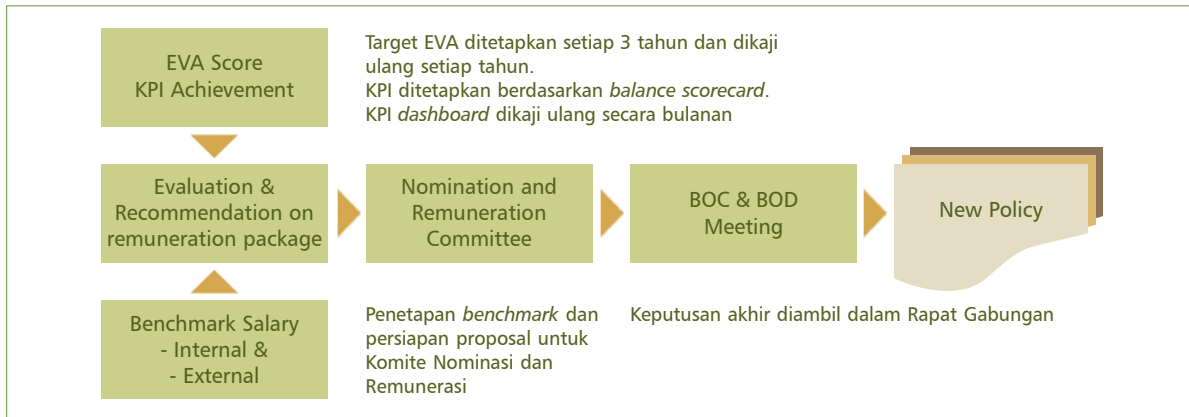 EVA Score
KPI Achievement
Target EVA ditetapkan setiap 3 tahun dan dikaji
ulang setiap tahun.
KPI ditetapkan berdasarkan balance scorecard.
KPI dashboard dikaji ulang secara bulanan
Evaluation &
Recommendation on
remuneration package
Nomination and
Remuneration
Committee
BOC & BOD
Meeting
New Policy
Benchmark Salary
- Internal &
- External
Penetapan benchmark dan
persiapan proposal untuk
Komite Nominasi dan
Remunerasi
Keputusan akhir diambil dalam Rapat Gabungan